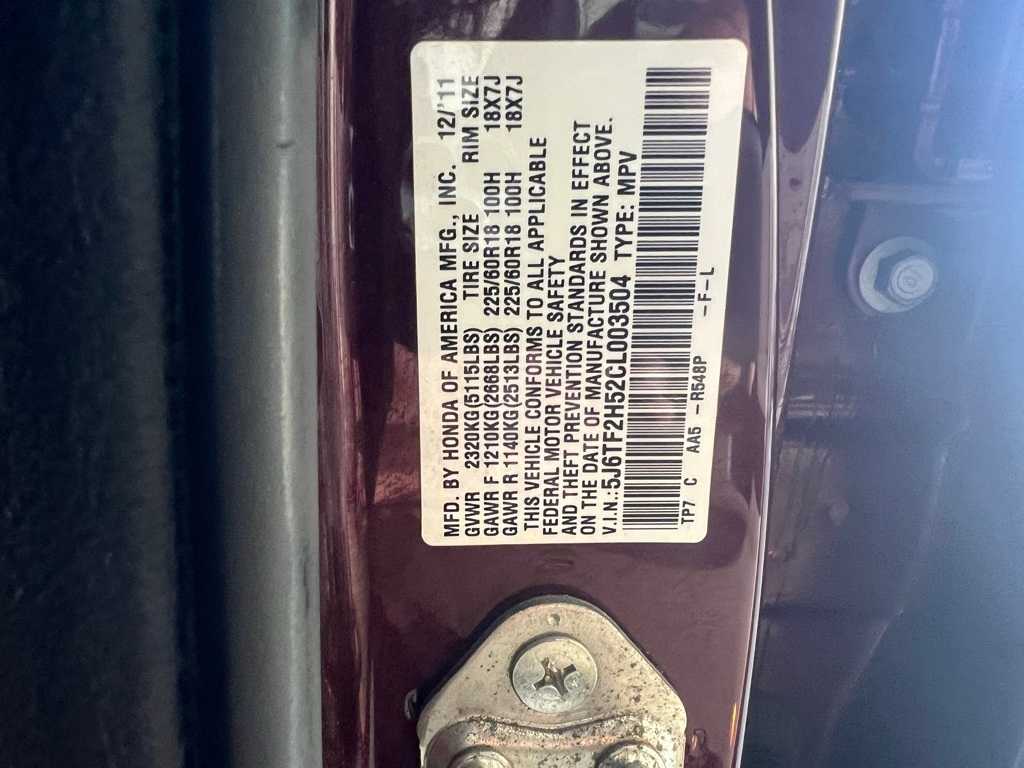 MFD. BY HONDA OF AMERICA MFG., INC. 12/'11
GVWR 2320KG(5115LBS) TIRE SIZE RIM SIZE
GAWR F 1210KG(2668LBS) 225/60R18 100H 18X7J
GAWR R 1140KG(2513LBS) 225/60R18 100H 18X7J
THIS VEHICLE CONFORMS TO ALL APPLICABLE
FEDERAL MOTOR VEHICLE SAFETY
AND THEFT PREVENTION STANDARDS IN EFFECT
ON THE DATE OF MANUFACTURE SHOWN ABOVE.
V.I.N.:5J6TF2H52CL003504 TYPE: MPV
TP7 C AA5 -R548P -F-L